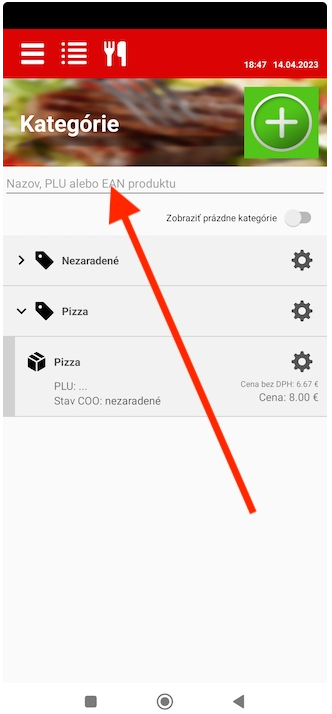 18:47 14.04.2023
Kategórie
Nazov, PLU alebo EAN produktu
Zobraziť prázdne kategórie
Nezaradené
Pizza
Pizza
PLU: ...
Cena bez DPH: 6.67 €
Stav COO: nezaradené
Cena: 8.00 €